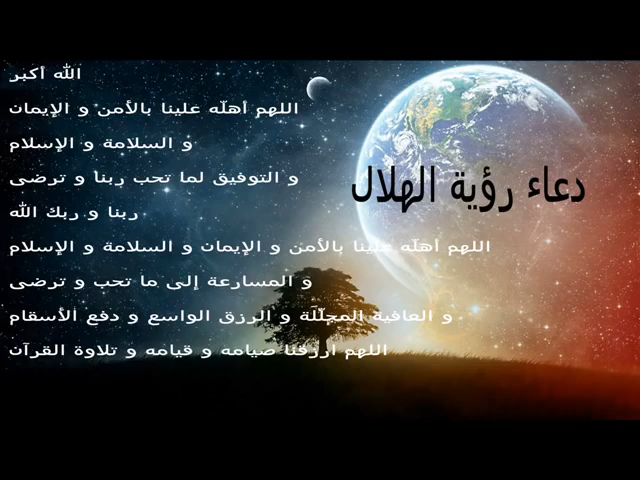 الله أكبر
اللهم أهلّه علينا بالأمن و الإيمان
و السلامة و الإسلام
و التوفيق لما تحب ربنا و ترضى
ربنا و ربك الله
اللهم أهلّه علينا بالأمن و الإيمان و السلامة و الإسلام
و المسارعة إلى ما تحب و ترضى
و العافية المجلّلَة و الرزق الواسع و دفع الأسقام
اللهم ارزقنا صيامه و قيامه و تلاوة القرآن
دعاء رؤية الهلال